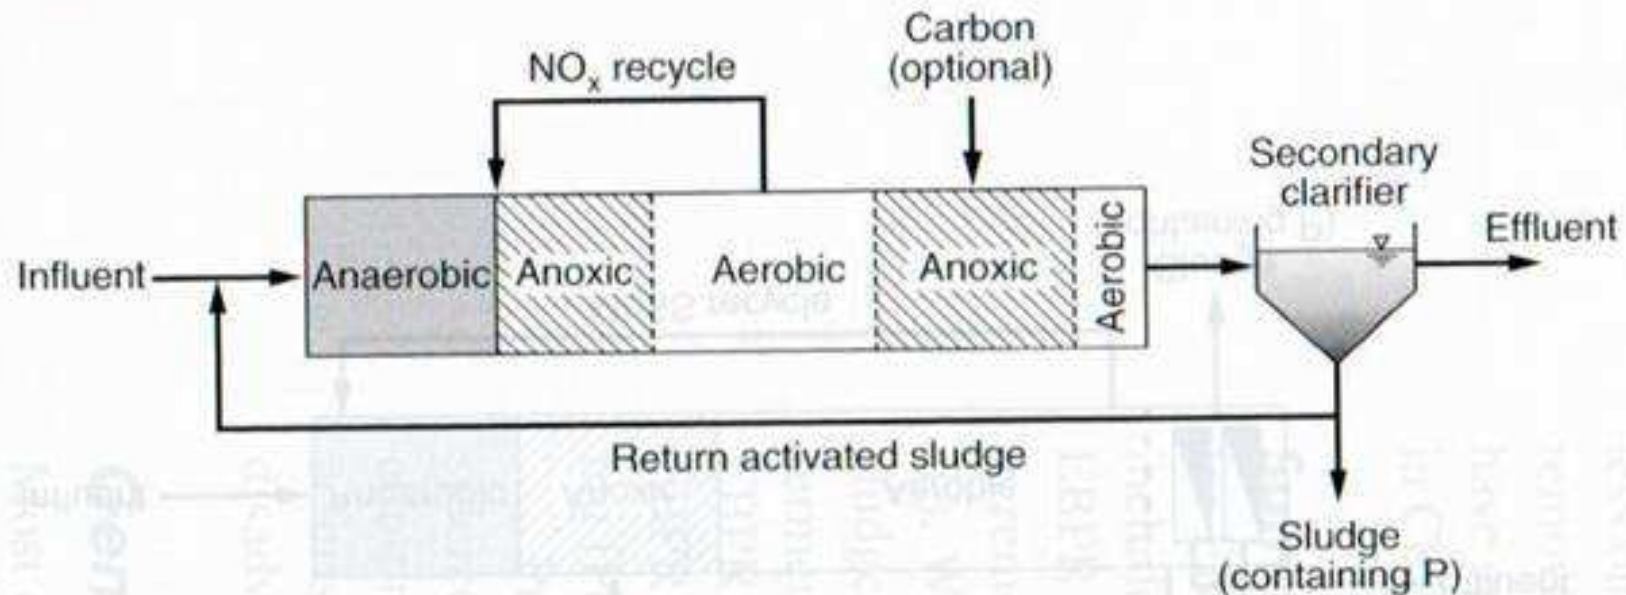 Carbon
(optional)
NOₓ recycle
Secondary
clarifier
Effluent
Influent
Anaerobic
Anoxic
Aerobic
Anoxic
Aerobic
Return activated sludge
Sludge
(containing P)